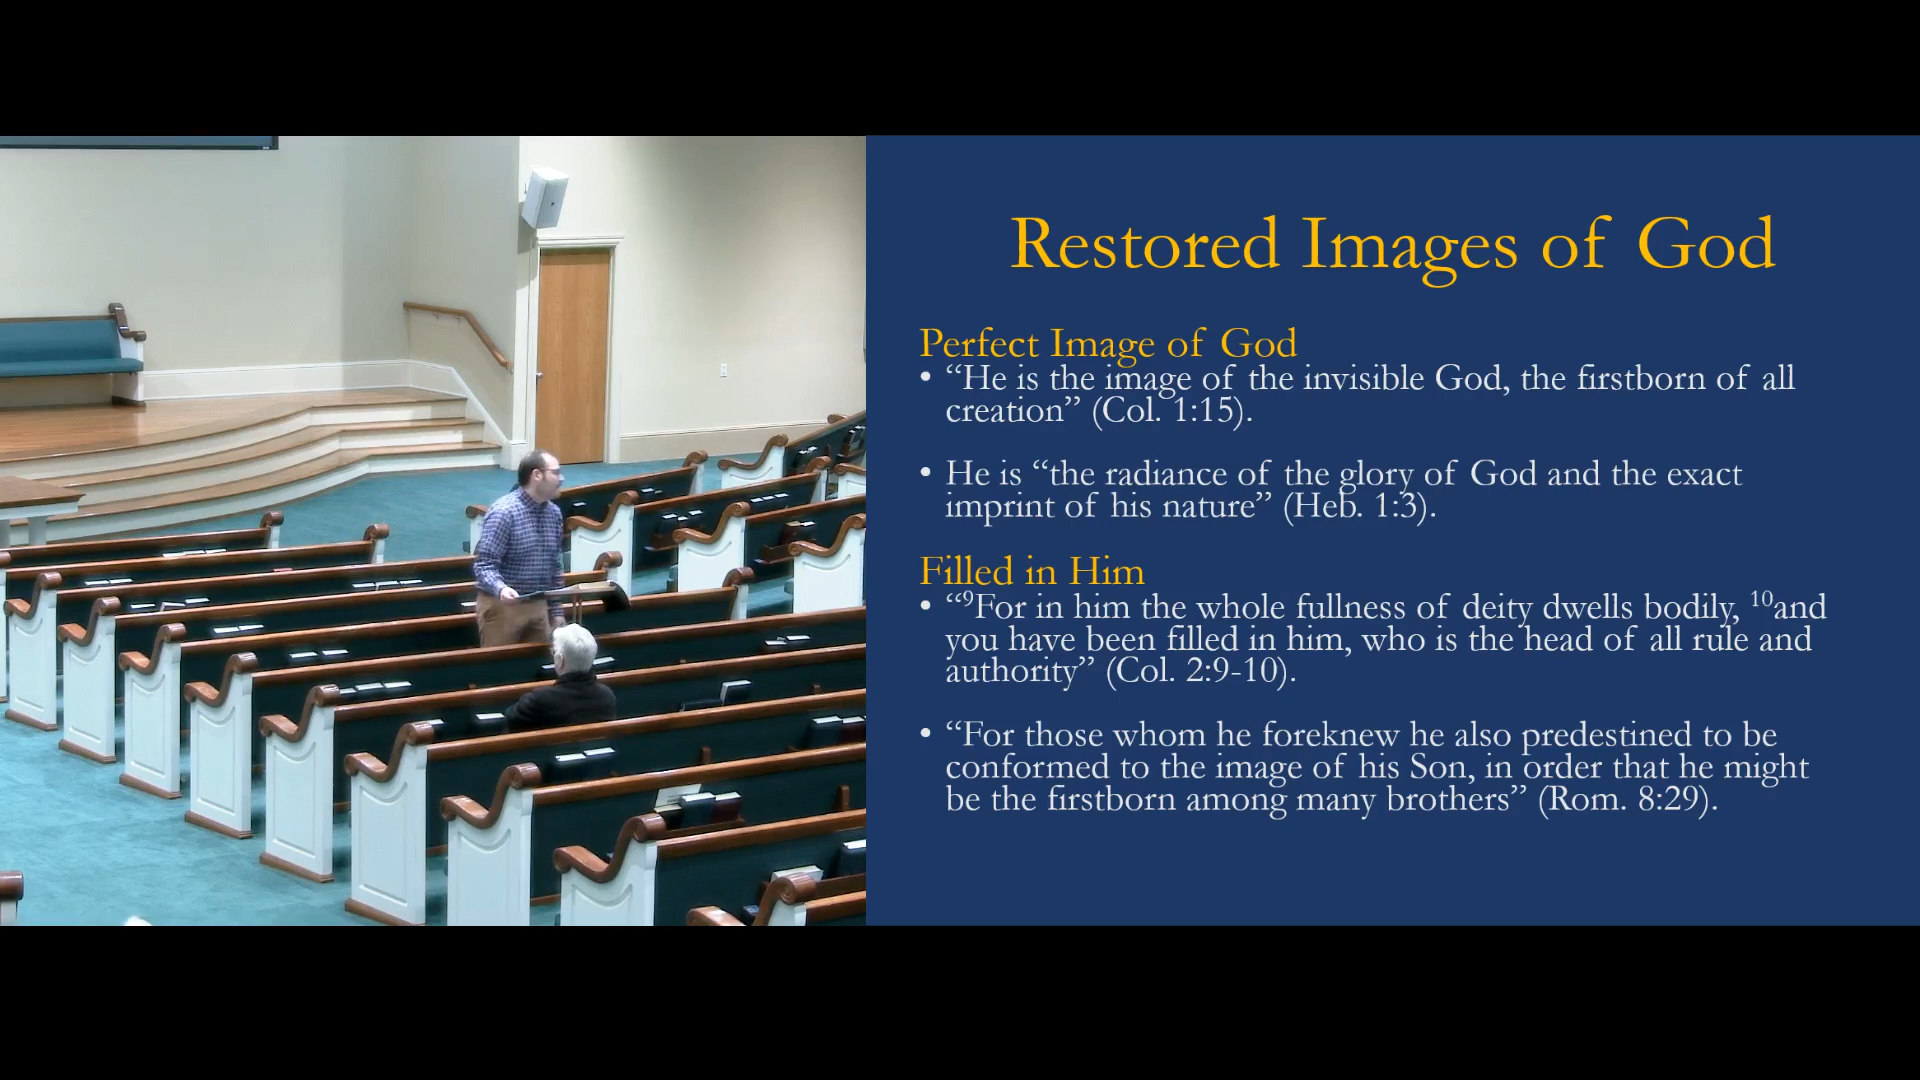 Restored Images of God
Perfect Image of God
• “He is the image of the invisible God, the firstborn of all
creation” (Col. 1:15).
• He is “the radiance of the glory of God and the exact
imprint of his nature” (Heb. 1:3).
Filled in Him
• “⁹For in him the whole fullness of deity dwells bodily, ¹⁰and
you have been filled in him, who is the head of all rule and
authority” (Col. 2:9-10).
• “For those whom he foreknew he also predestined to be
conformed to the image of his Son, in order that he might
be the firstborn among many brothers” (Rom. 8:29).